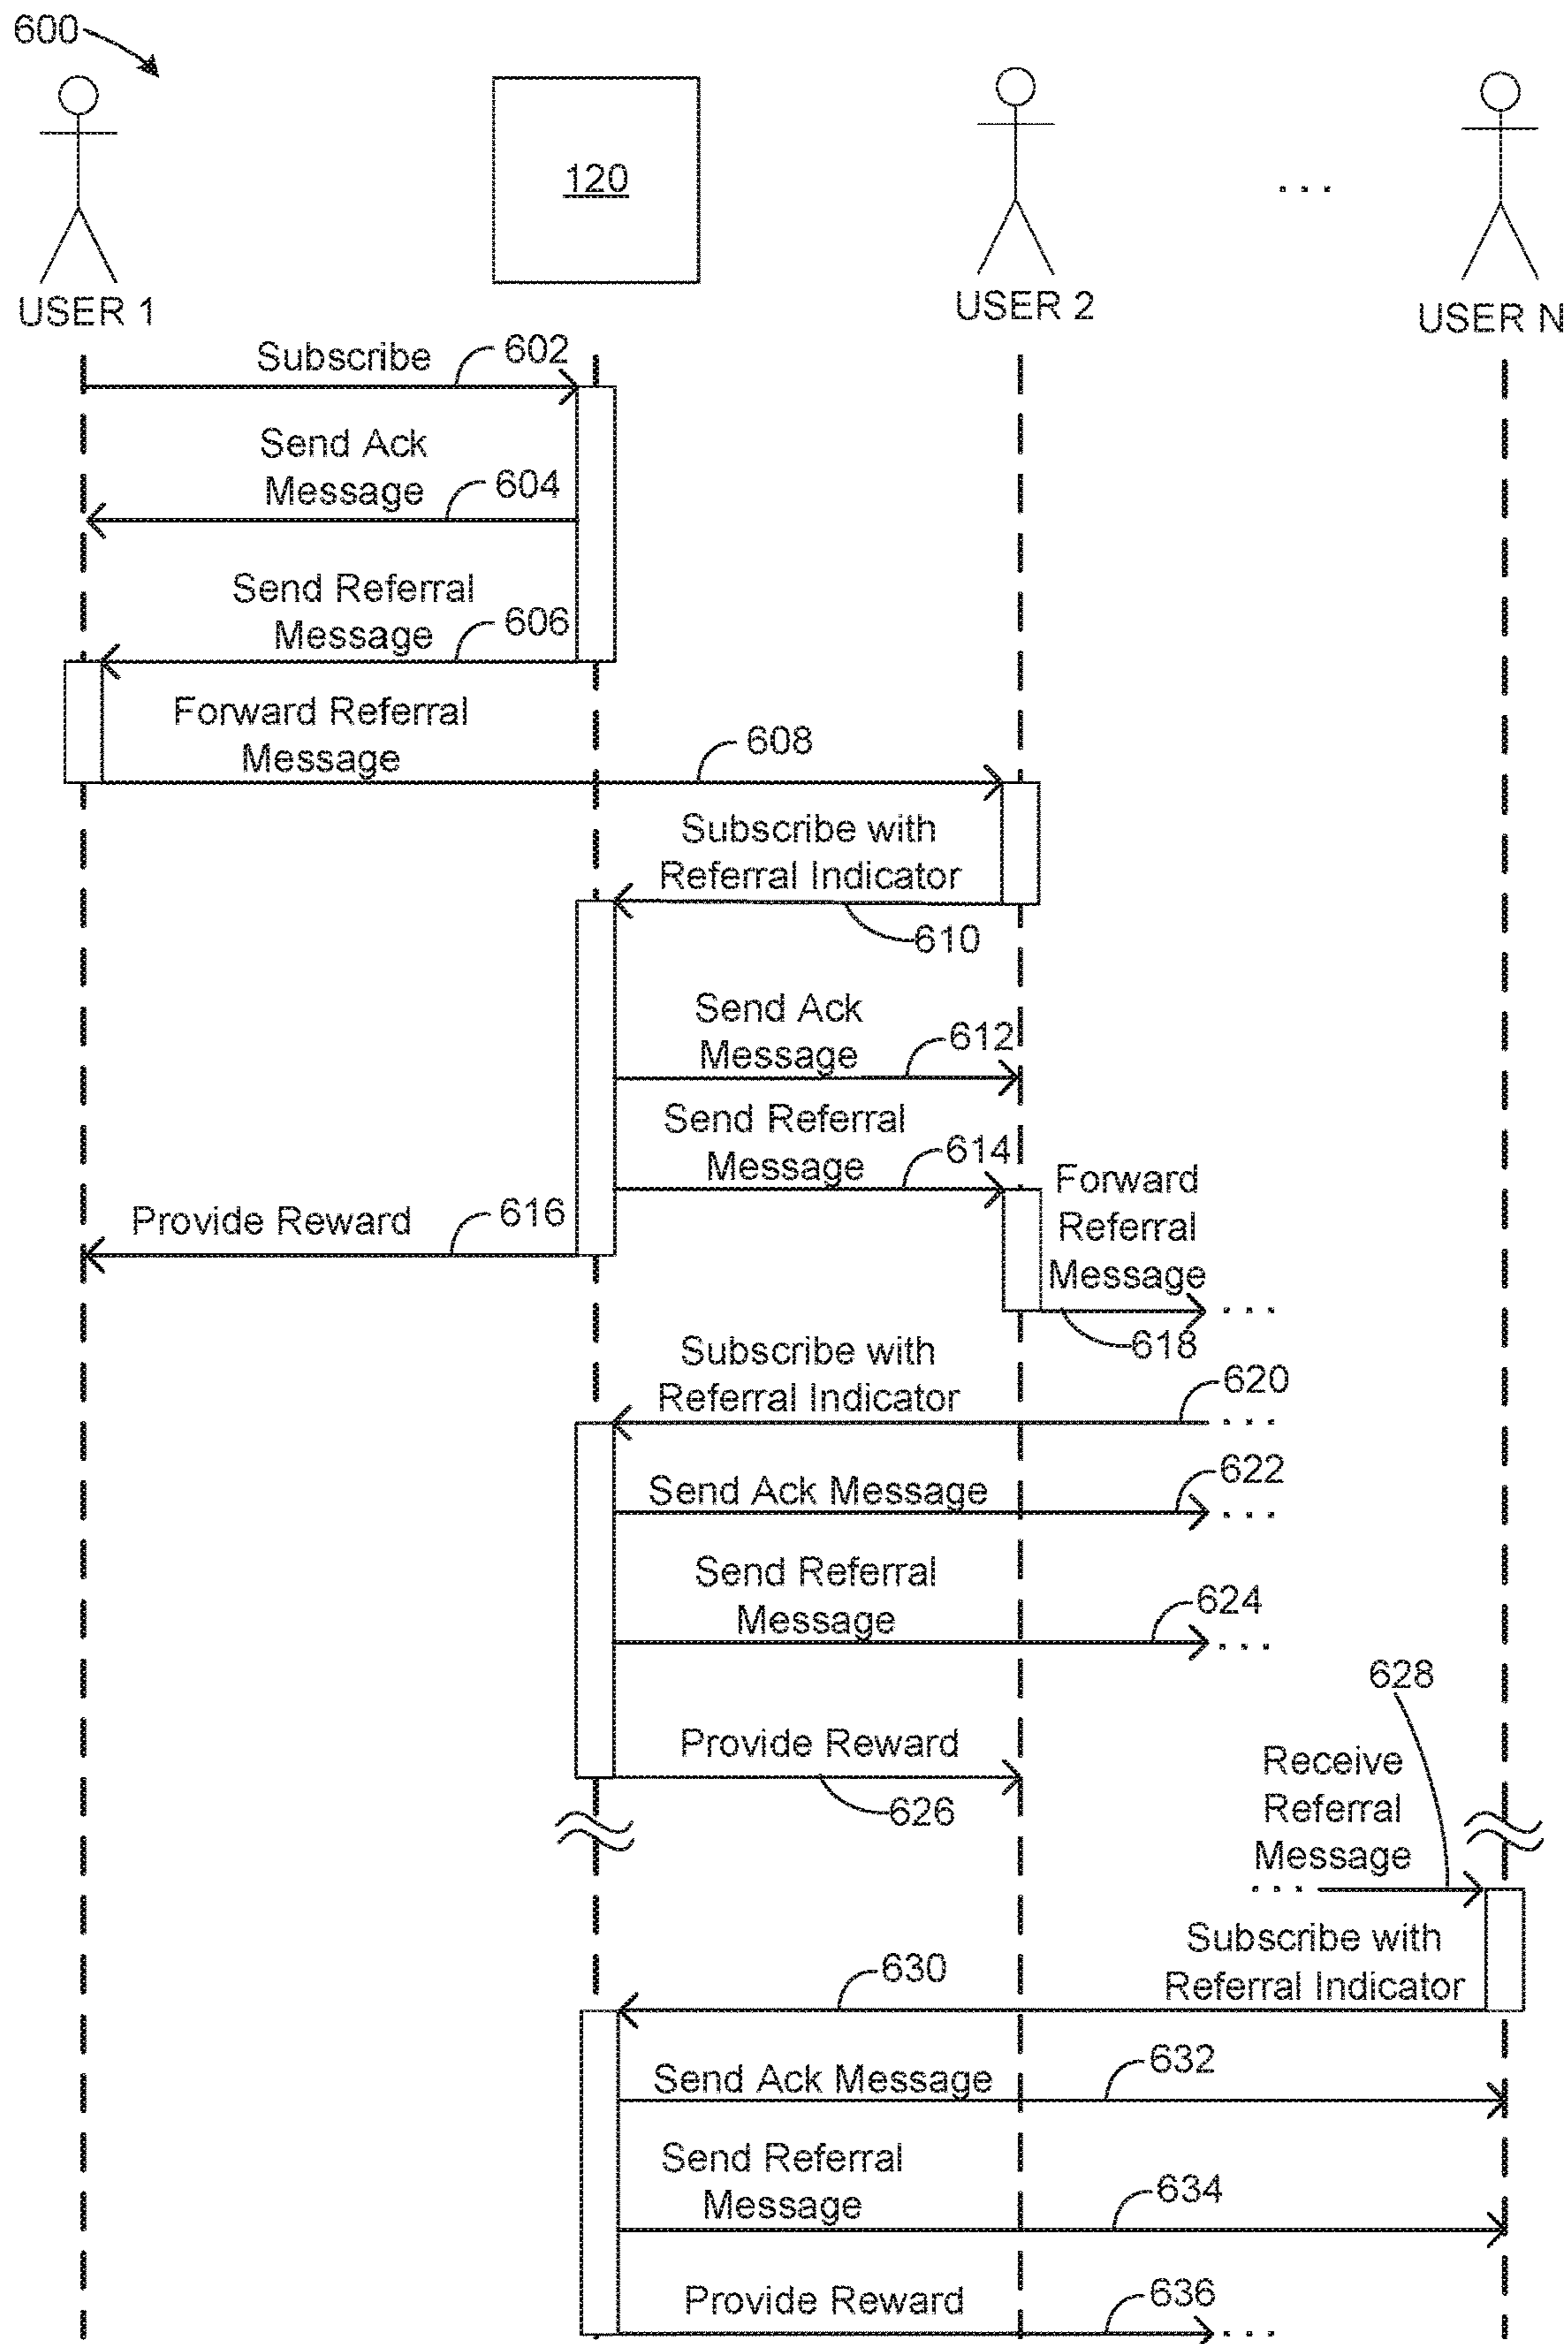 600
120
USER 1
USER 2
. . .
USER N
Subscribe
602
Send Ack
Message
604
Send Referral
Message
606
Forward Referral
Message
608
Subscribe with
Referral Indicator
610
Send Ack
Message
612
Send Referral
Message
614
Provide Reward
616
Forward
Referral
Message
. . .
618
Subscribe with
Referral Indicator
620
. . .
Send Ack Message
622
. . .
Send Referral
Message
624
. . .
Provide Reward
626
628
Receive
Referral
Message
. . .
Subscribe with
Referral Indicator
630
Send Ack Message
632
Send Referral
Message
634
Provide Reward
636
. . .